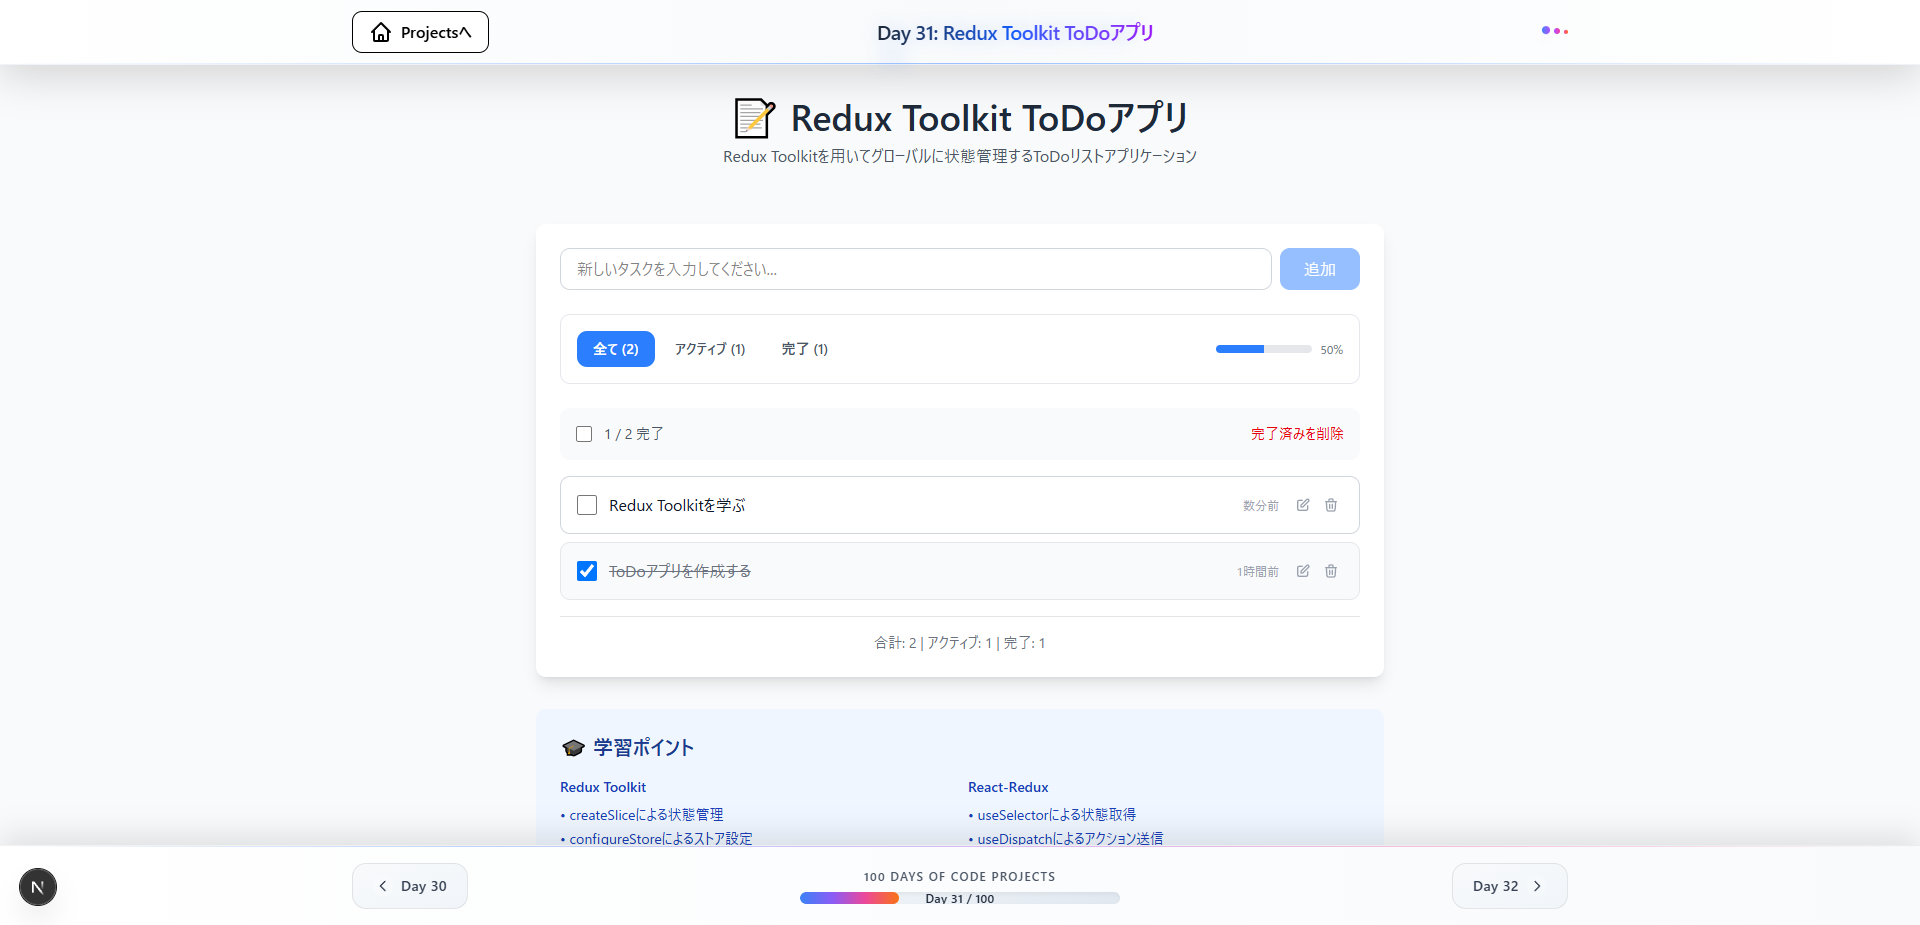 Projectsへ
Day 31: Redux Toolkit ToDoアプリ
📝 Redux Toolkit ToDoアプリ
Redux Toolkitを用いてグローバルに状態管理するToDoリストアプリケーション
新しいタスクを入力してください...
追加
全て (2)
アクティブ (1)
完了 (1)
50%
1 / 2 完了
完了済みを削除
Redux Toolkitを学ぶ
数分前
ToDoアプリを作成する
1時間前
合計: 2 | アクティブ: 1 | 完了: 1
🎓 学習ポイント
Redux Toolkit
• createSliceによる状態管理
• configureStoreによるストア設定
React-Redux
• useSelectorによる状態取得
• useDispatchによるアクション送信
N
Day 30
100 DAYS OF CODE PROJECTS
Day 31 / 100
Day 32